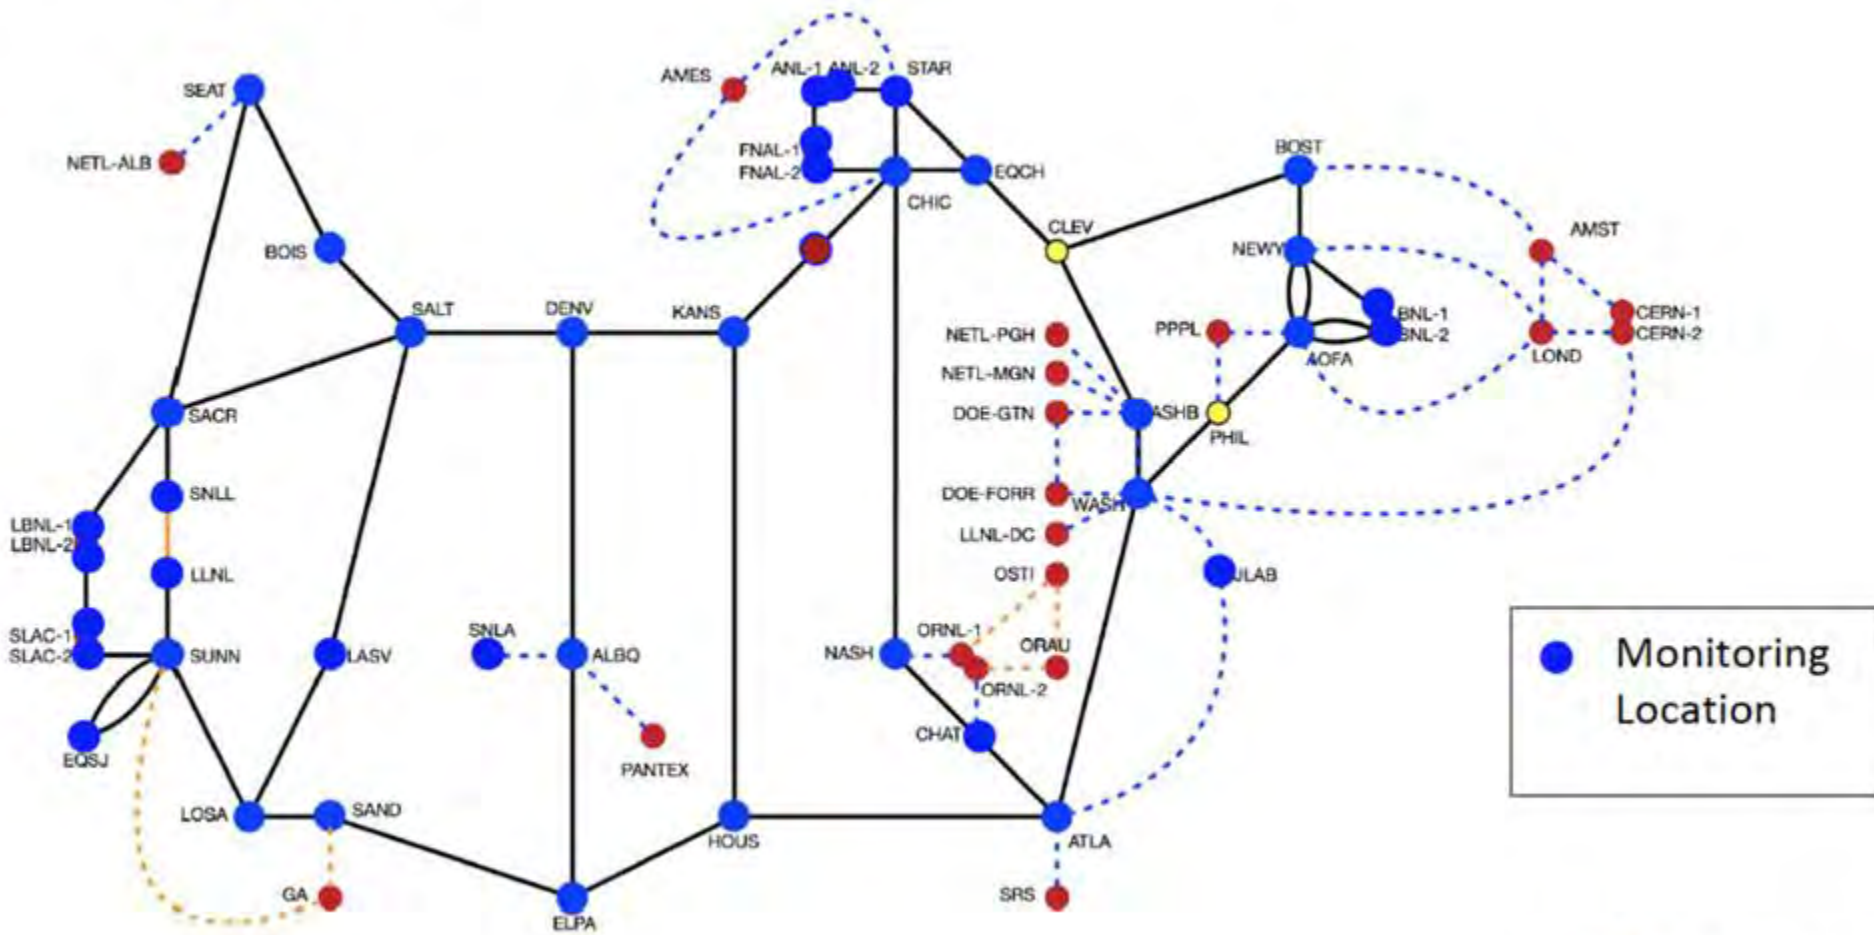 AMES
ANL-1
ANL-2
STAR
SEAT
NETL-ALB
FNAL-1
FNAL-2
EQCH
CHIC
BOST
CLEV
AMST
BOIS
NEWY
SALT
DENV
KANS
NETL-PGH
PPPL
BNL-1
BNL-2
CERN-1
CERN-2
AOFA
LOND
NETL-MGN
SACR
DOE-GTN
ASHB
PHIL
SNLL
DOE-FORR
WASH
LBNL-1
LBNL-2
LLNL-DC
LLNL
OSTI
JLAB
SLAC-1
SLAC-2
SUNN
LASV
SNLA
ALBQ
ORNL-1
NASH
ORAU
ORNL-2
Monitoring
Location
CHAT
EQSJ
PANTEX
LOSA
SAND
HOUS
ATLA
GA
SRS
ELPA